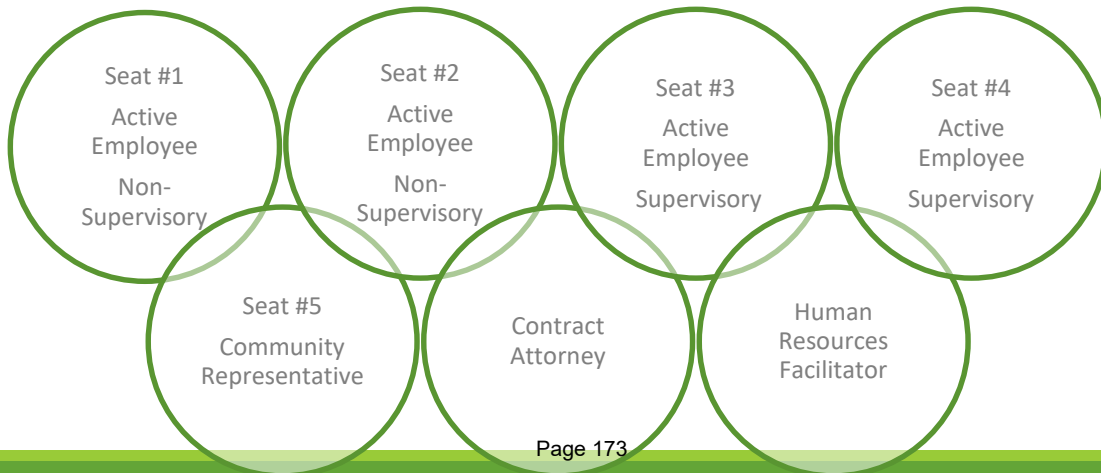 Seat #1
Active
Employee
Non-
Supervisory
Seat #2
Active
Employee
Non-
Supervisory
Seat #3
Active
Employee
Supervisory
Seat #4
Active
Employee
Supervisory
Seat #5
Community
Representative
Contract
Attorney
Human
Resources
Facilitator
Page 173